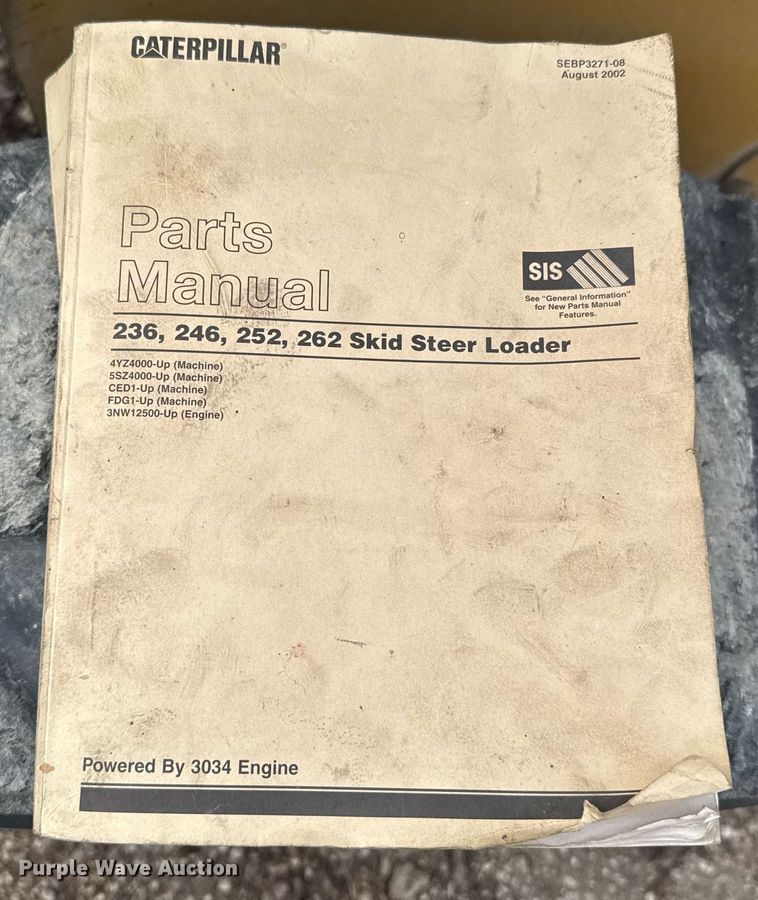 CATERPILLAR®
SEBP3271-08
August 2002
Parts
Manual
SIS
See "General Information"
for New Parts Manual
Features.
236, 246, 252, 262 Skid Steer Loader
4YZ4000-Up (Machine)
5SZ4000-Up (Machine)
CED1-Up (Machine)
FDG1-Up (Machine)
3NW12500-Up (Engine)
Powered By 3034 Engine
Purple Wave Auction